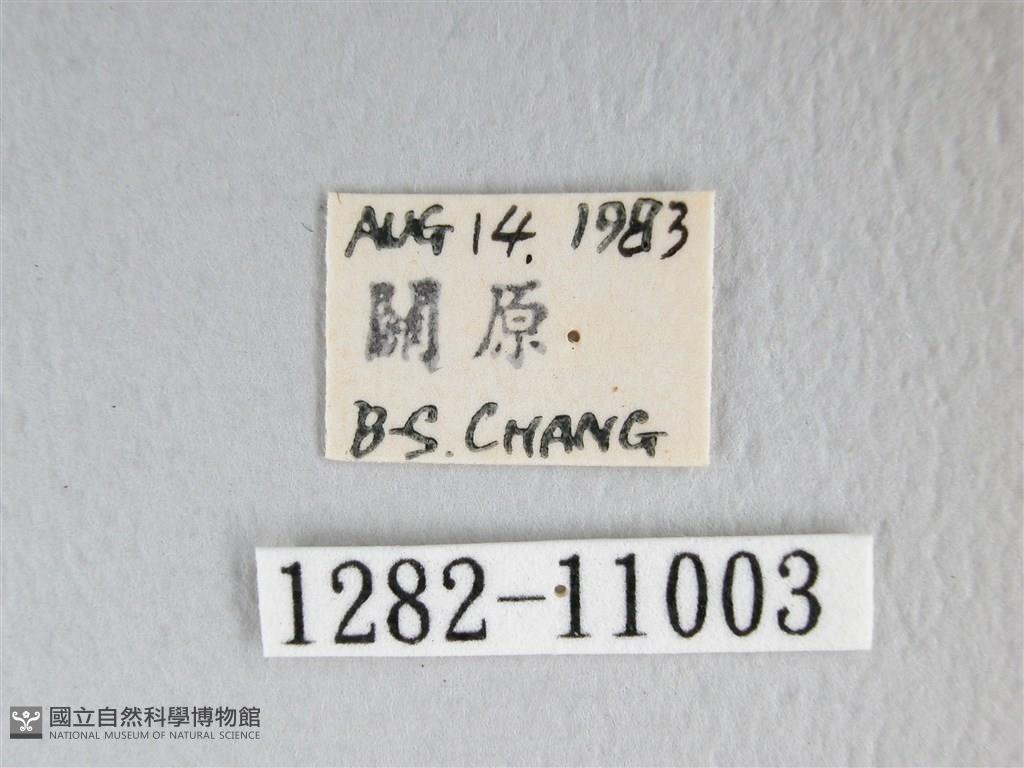 AUG 14. 1983
關原
B-S. CHANG
1282-11003
國立自然科學博物館
NATIONAL MUSEUM OF NATURAL SCIENCE